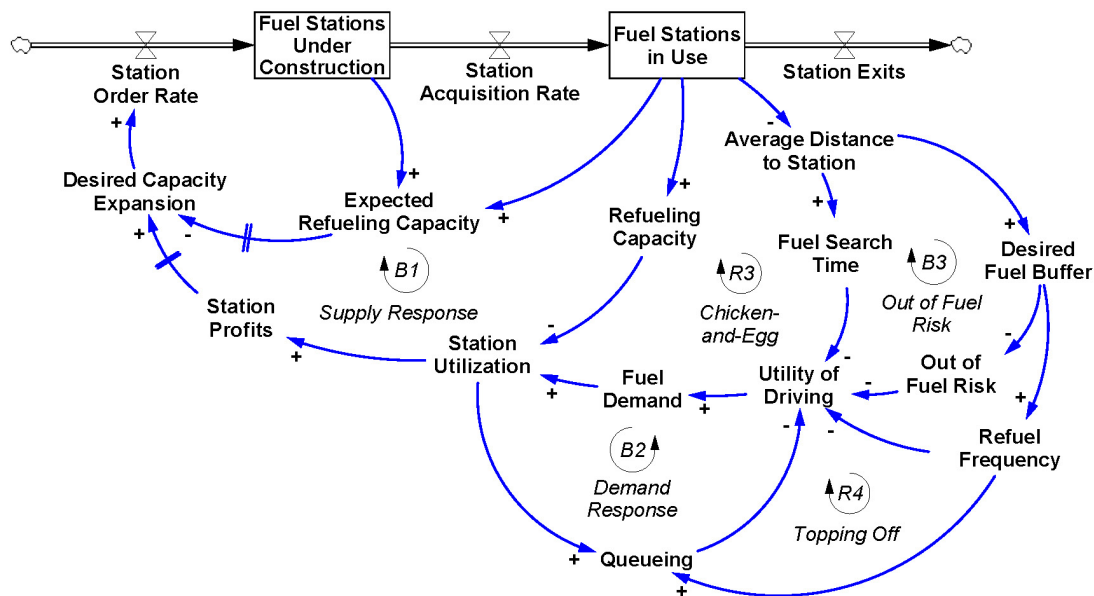 Fuel Stations
Under
Construction
Fuel Stations
in Use
Station
Order Rate
Station
Acquisition Rate
Station Exits
+
-
Average Distance
to Station
Desired Capacity
Expansion
+
-
+
Expected
Refueling Capacity
+
+
Refueling
Capacity
+
Fuel Search
Time
+
Desired
Fuel Buffer
B1
Supply Response
R3
Chicken-
and-Egg
B3
Out of Fuel
Risk
Station
Profits
+
Station
Utilization
-
+
Fuel
Demand
+
Utility of
Driving
-
-
-
-
Out of
Fuel Risk
-
+
Refuel
Frequency
B2
Demand
Response
R4
Topping Off
+
Queueing
+